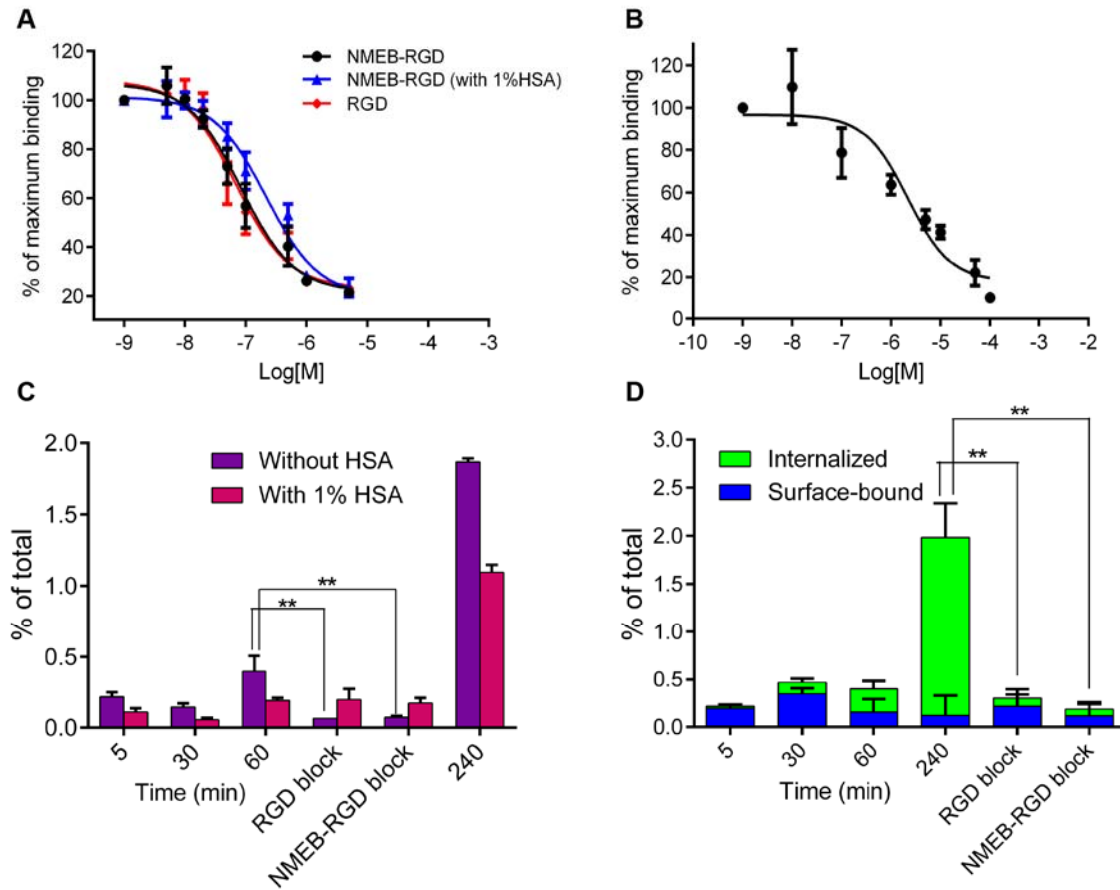 A
120
100
80
60
40
20
% of maximum binding
-9
-8
-7
-6
-5
-4
-3
Log[M]
NMEB-RGD
NMEB-RGD (with 1%HSA)
RGD
B
120
100
80
60
40
20
0
% of maximum binding
-10
-9
-8
-7
-6
-5
-4
-3
-2
Log[M]
C
2.0
1.5
1.0
0.5
0.0
% of total
Without HSA
With 1% HSA
**
**
5
30
60
RGD block
NMEB-RGD block
240
Time (min)
D
3.0
2.5
2.0
1.5
1.0
0.5
0.0
% of total
Internalized
Surface-bound
**
**
5
30
60
240
RGD block
NMEB-RGD block
Time (min)